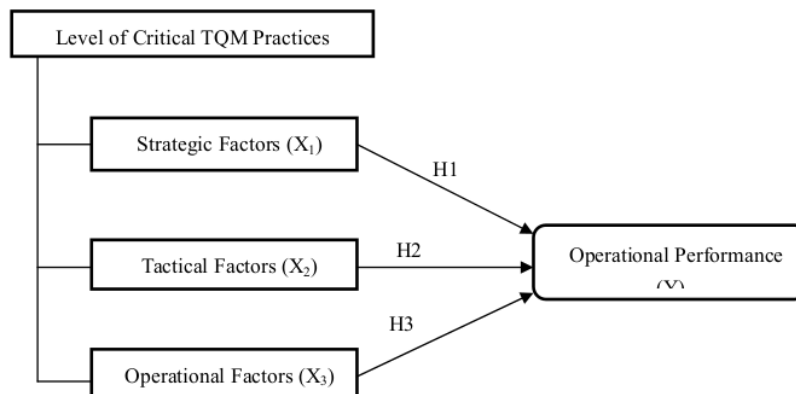 Level of Critical TQM Practices
Strategic Factors (X₁)
H1
Tactical Factors (X₂)
H2
Operational Performance
H3
Operational Factors (X₃)